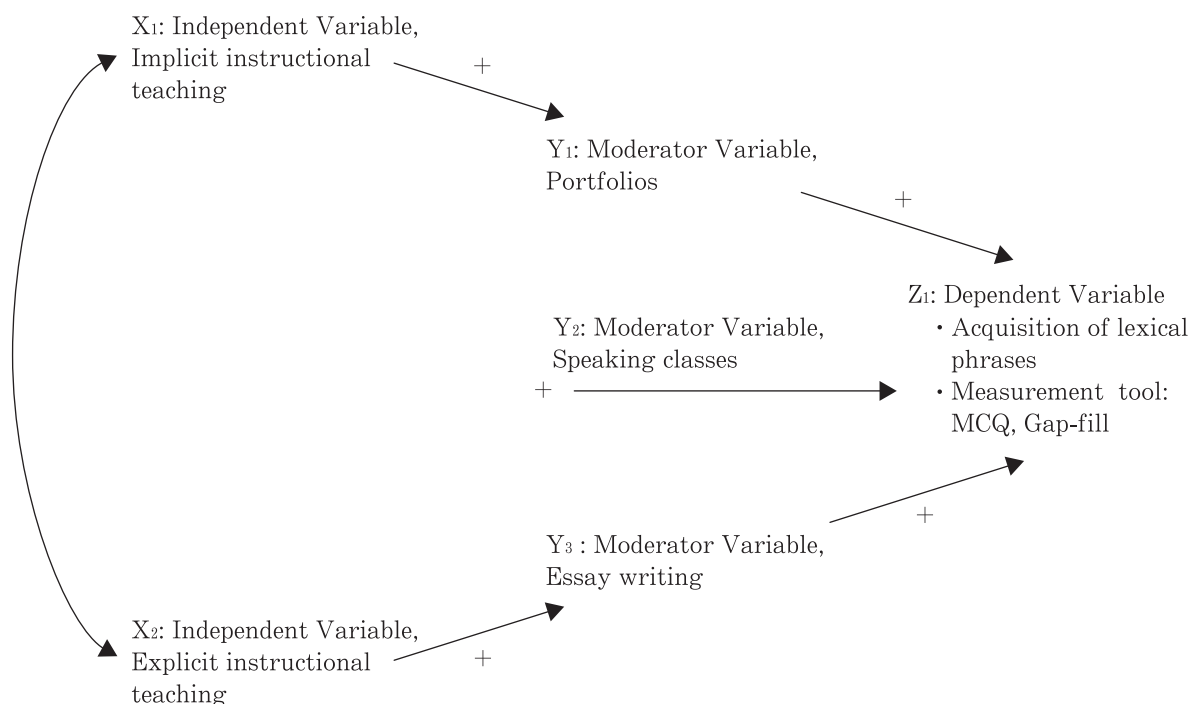 X₁: Independent Variable,
Implicit instructional
teaching
+
Y₁: Moderator Variable,
Portfolios
+
Z₁: Dependent Variable
・Acquisition of lexical
phrases
・Measurement tool:
MCQ, Gap-fill
Y₂: Moderator Variable,
Speaking classes
+
Y₃ : Moderator Variable,
Essay writing
+
X₂: Independent Variable,
Explicit instructional
teaching
+